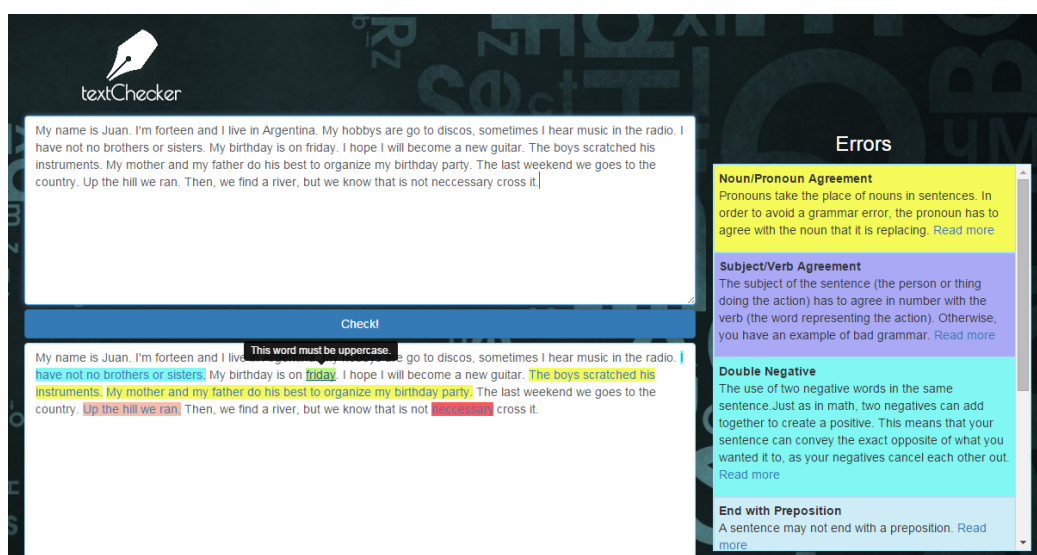 textChecker
My name is Juan. I'm forteen and I live in Argentina. My hobbys are go to discos, sometimes I hear music in the radio. I
have not no brothers or sisters. My birthday is on friday. I hope I will become a new guitar. The boys scratched his
instruments. My mother and my father do his best to organize my birthday party. The last weekend we goes to the
country. Up the hill we ran. Then, we find a river, but we know that is not neccessary cross it.
Check!
This word must be uppercase.
My name is Juan. I'm forteen and I live in Argentina. My hobbys are go to discos, sometimes I hear music in the radio. I
have not no brothers or sisters. My birthday is on friday. I hope I will become a new guitar. The boys scratched his
instruments. My mother and my father do his best to organize my birthday party. The last weekend we goes to the
country. Up the hill we ran. Then, we find a river, but we know that is not neccessary cross it.
Errors
Noun/Pronoun Agreement
Pronouns take the place of nouns in sentences. In
order to avoid a grammar error, the pronoun has to
agree with the noun that it is replacing. Read more
Subject/Verb Agreement
The subject of the sentence (the person or thing
doing the action) has to agree in number with the
verb (the word representing the action). Otherwise,
you have an example of bad grammar. Read more
Double Negative
The use of two negative words in the same
sentence.Just as in math, two negatives can add
together to create a positive. This means that your
sentence can convey the exact opposite of what you
wanted it to, as your negatives cancel each other out.
Read more
End with Preposition
A sentence may not end with a preposition. Read
more